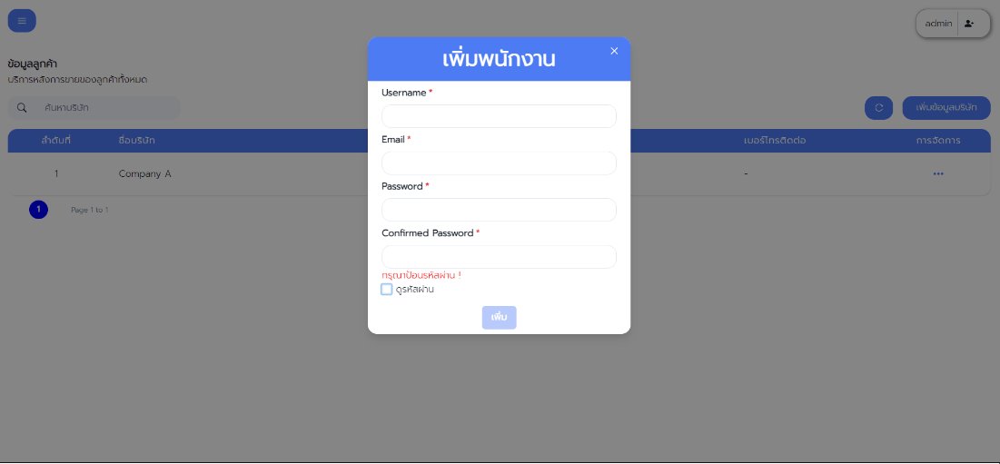 admin
เพิ่มพนักงาน
ข้อมูลลูกค้า
บริการหลังการขายของลูกค้าทั้งหมด
Username *
ค้นหาบริษัท
เพิ่มข้อมูลบริษัท
Email *
ลำดับที่ ชื่อบริษัท เบอร์โทรติดต่อ การจัดการ
1 Company A - ...
Password *
1 Page 1 to 1
Confirmed Password *
กรุณาป้อนรหัสผ่าน !
ดูรหัสผ่าน
เพิ่ม